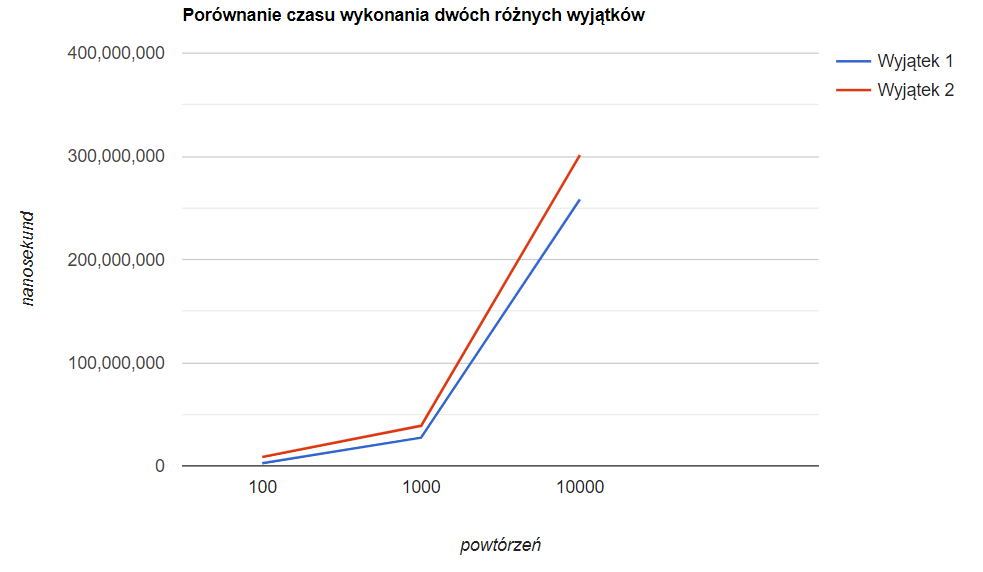 Porównanie czasu wykonania dwóch różnych wyjątków
400,000,000
300,000,000
200,000,000
100,000,000
0
nanosekund
100 1000 10000
powtórzeń
Wyjątek 1
Wyjątek 2